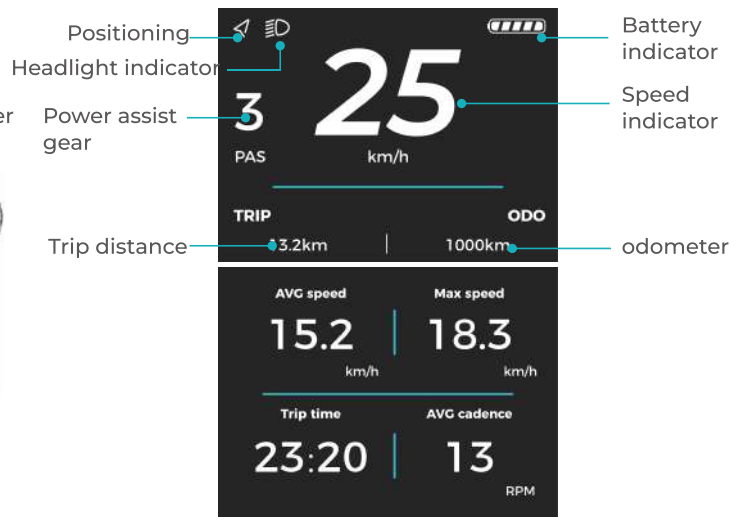 Positioning
Headlight indicator
er
Power assist
gear
Battery
indicator
Speed
indicator
25
3
PAS
km/h
TRIP
ODO
Trip distance
3.2km
1000km
odometer
AVG speed
Max speed
15.2
18.3
km/h
km/h
Trip time
AVG cadence
23:20
13
RPM